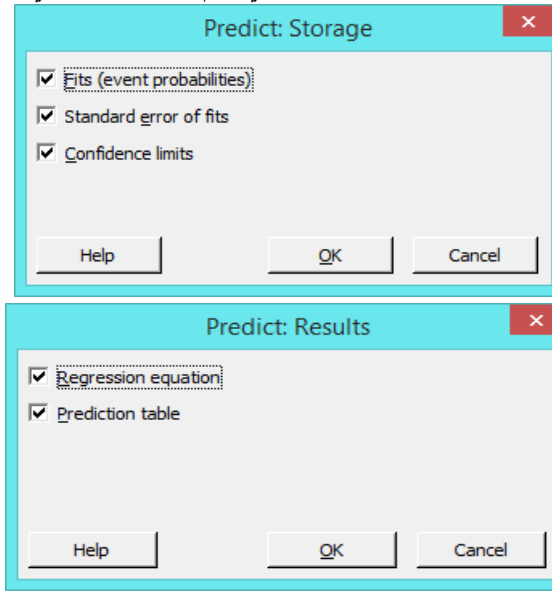 Predict: Storage
Fits (event probabilities)
Standard error of fits
Confidence limits
Help OK Cancel
Predict: Results
Regression equation
Prediction table
Help OK Cancel